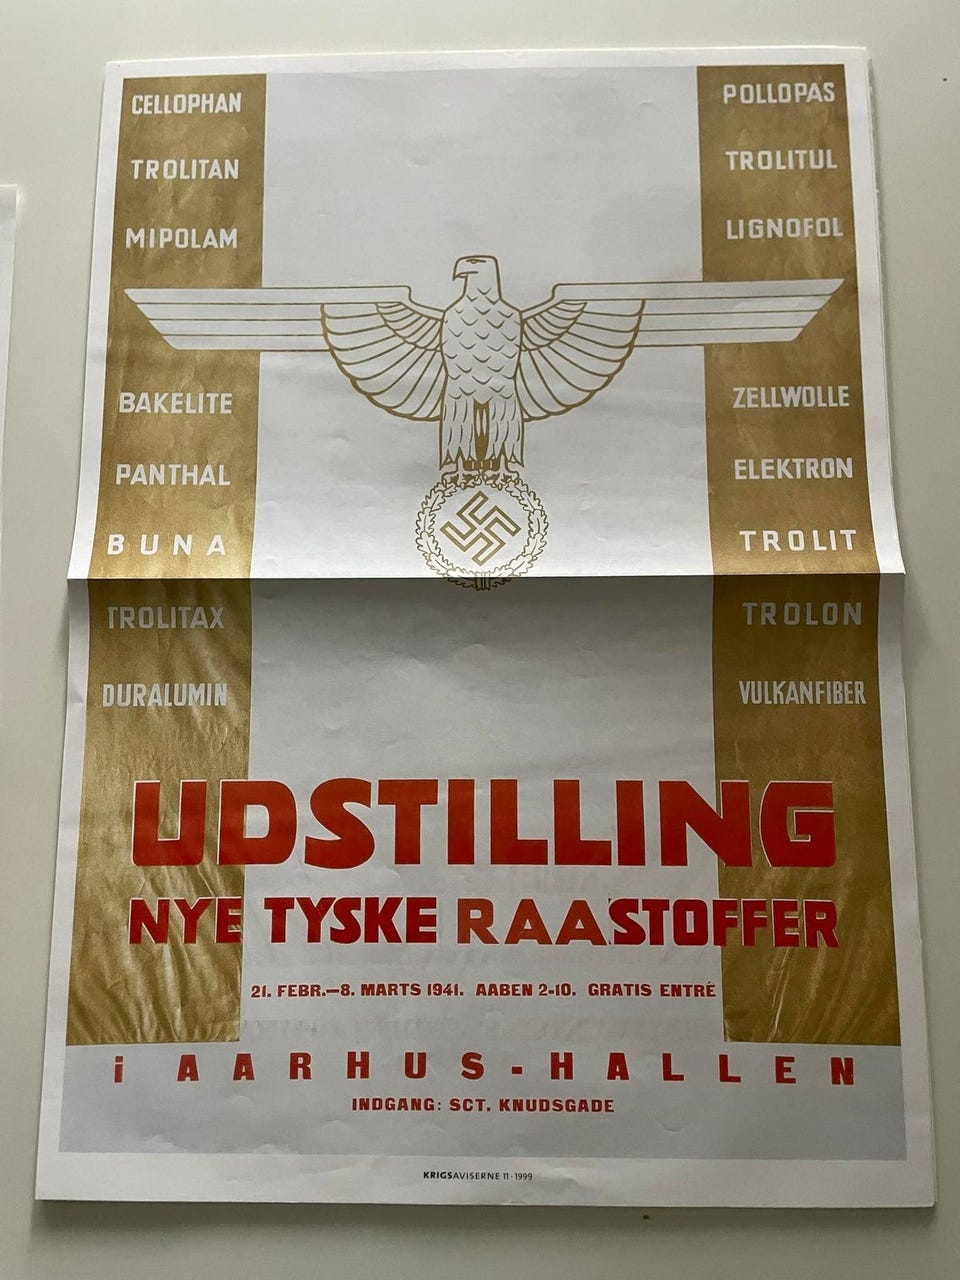 CELLOPHAN
TROLITAN
MIPOLAM
BAKELITE
PANTHAL
BUNA
TROLITAX
DURALUMIN
POLLOPAS
TROLITUL
LIGNOFOL
ZELLWOLLE
ELEKTRON
TROLIT
TROLON
VULKANFIBER
UDSTILLING
NYE TYSKE RAASTOFFER
21. FEBR.—8. MARTS 1941. AABEN 2-10. GRATIS ENTRÉ
i AARHUS-HALLEN
INDGANG: SCT. KNUDSGADE
KRIGSAVISERNE 11 · 1999